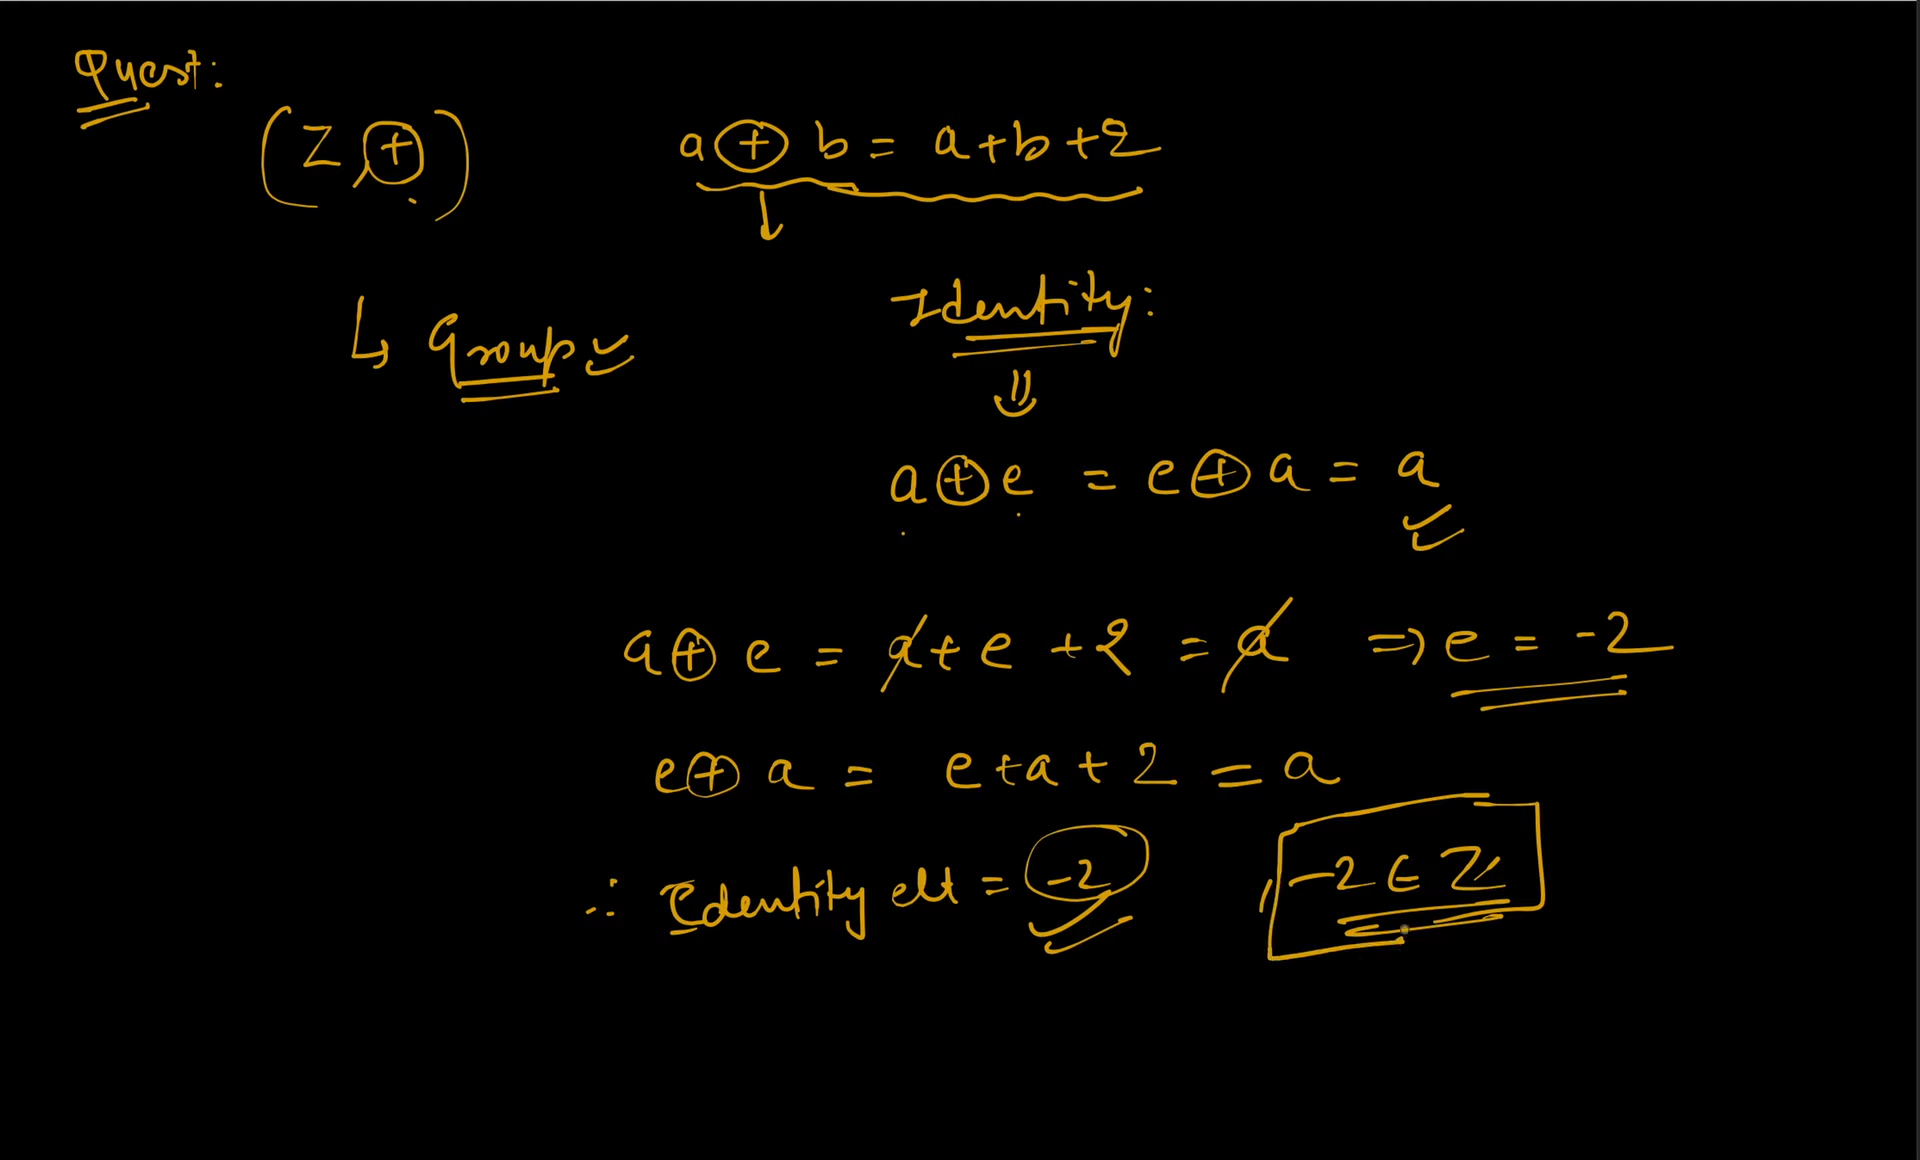 Quest:
(Z, ⊕) a ⊕ b = a+b+2
Identity:
↳ Group
a ⊕ e = e ⊕ a = a
a ⊕ e = a+e+2 = a ⇒ e = -2
e ⊕ a = e+a+2 = a
∴ Identity elt = -2 -2 ∈ Z